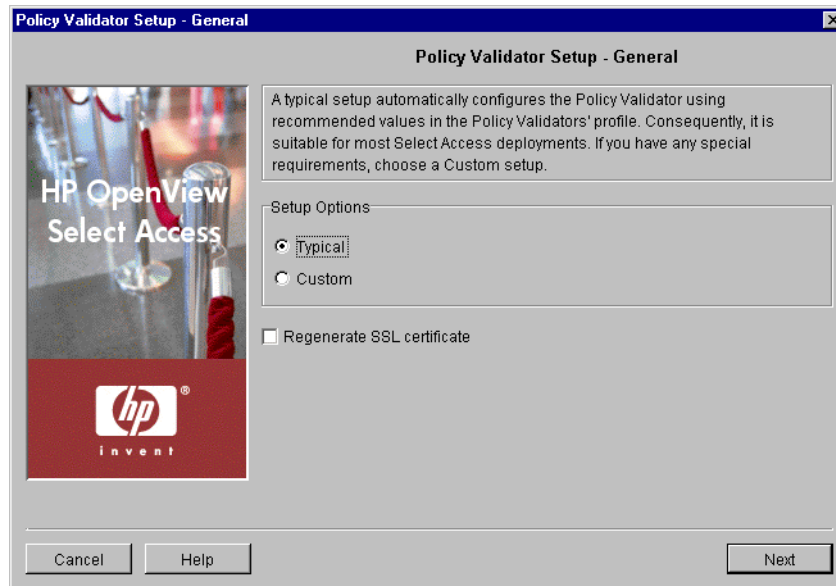 Policy Validator Setup - General
Policy Validator Setup - General
A typical setup automatically configures the Policy Validator using
recommended values in the Policy Validators' profile. Consequently, it is
suitable for most Select Access deployments. If you have any special
requirements, choose a Custom setup.
HP OpenView
Select Access
Setup Options
Typical
Custom
Regenerate SSL certificate
hp
®
invent
Cancel
Help
Next